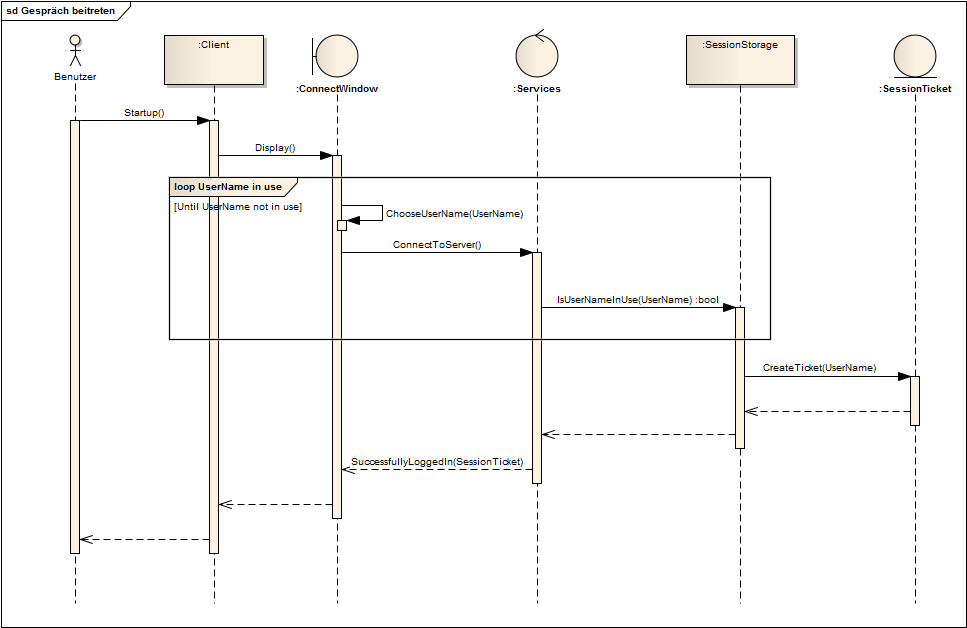 sd Gespräch beitreten
:Client
:SessionStorage
Benutzer
:ConnectWindow
:Services
:SessionTicket
Startup()
Display()
loop UserName in use
[Until UserName not in use]
ChooseUserName(UserName)
ConnectToServer()
IsUserNameInUse(UserName) :bool
CreateTicket(UserName)
SuccessfullyLoggedIn(SessionTicket)